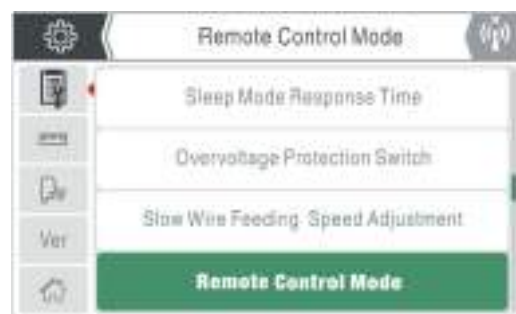 Remote Control Mode
Sleep Mode Response Time
Overvoltage Protection Switch
Slow Wire Feeding Speed Adjustment
Ver
Remote Control Mode